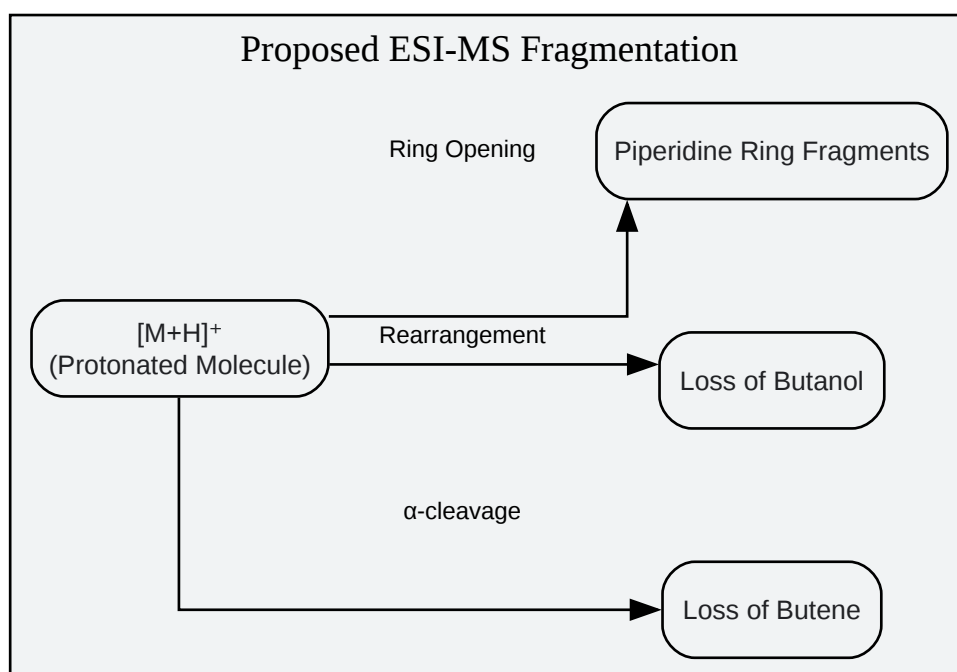 Proposed ESI-MS Fragmentation
Ring Opening
Piperidine Ring Fragments
[M+H]⁺
(Protonated Molecule)
Rearrangement
Loss of Butanol
α-cleavage
Loss of Butene